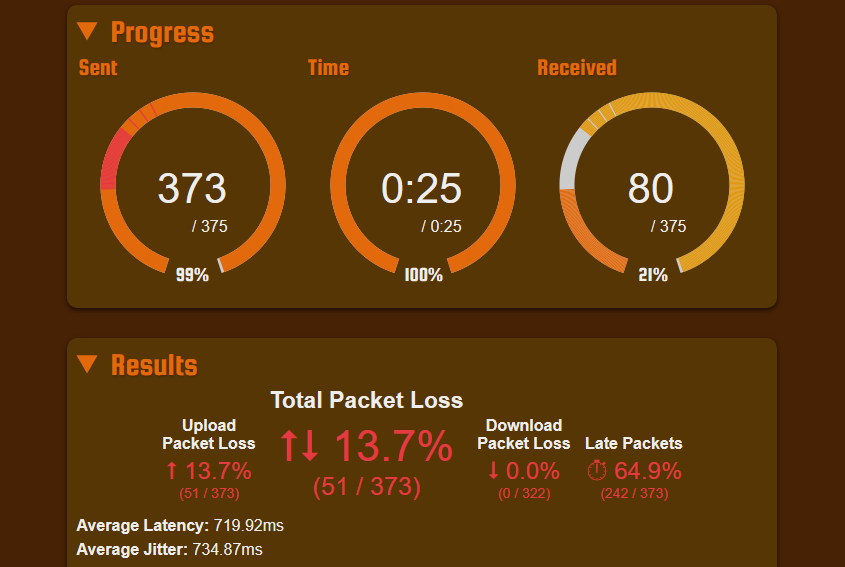 ▼ Progress
Sent
Time
Received
373
/ 375
99%
0:25
/ 0:25
100%
80
/ 375
21%
▼ Results
Total Packet Loss
↑↓ 13.7%
(51 / 373)
Upload
Packet Loss
↑ 13.7%
(51 / 373)
Download
Packet Loss
↓ 0.0%
(0 / 322)
Late Packets
⏱ 64.9%
(242 / 373)
Average Latency: 719.92ms
Average Jitter: 734.87ms